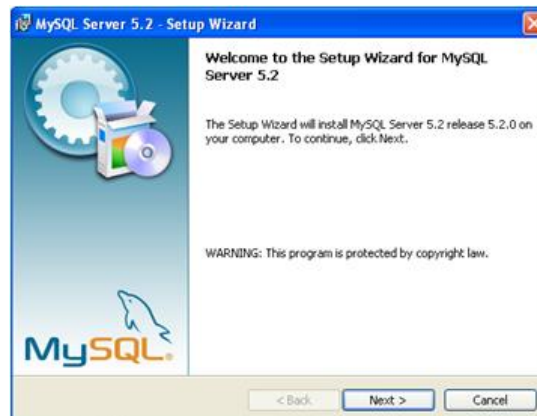 MySQL Server 5.2 - Setup Wizard
Welcome to the Setup Wizard for MySQL
Server 5.2
The Setup Wizard will install MySQL Server 5.2 release 5.2.0 on
your computer. To continue, click Next.
WARNING: This program is protected by copyright law.
MySQL.
< Back
Next >
Cancel